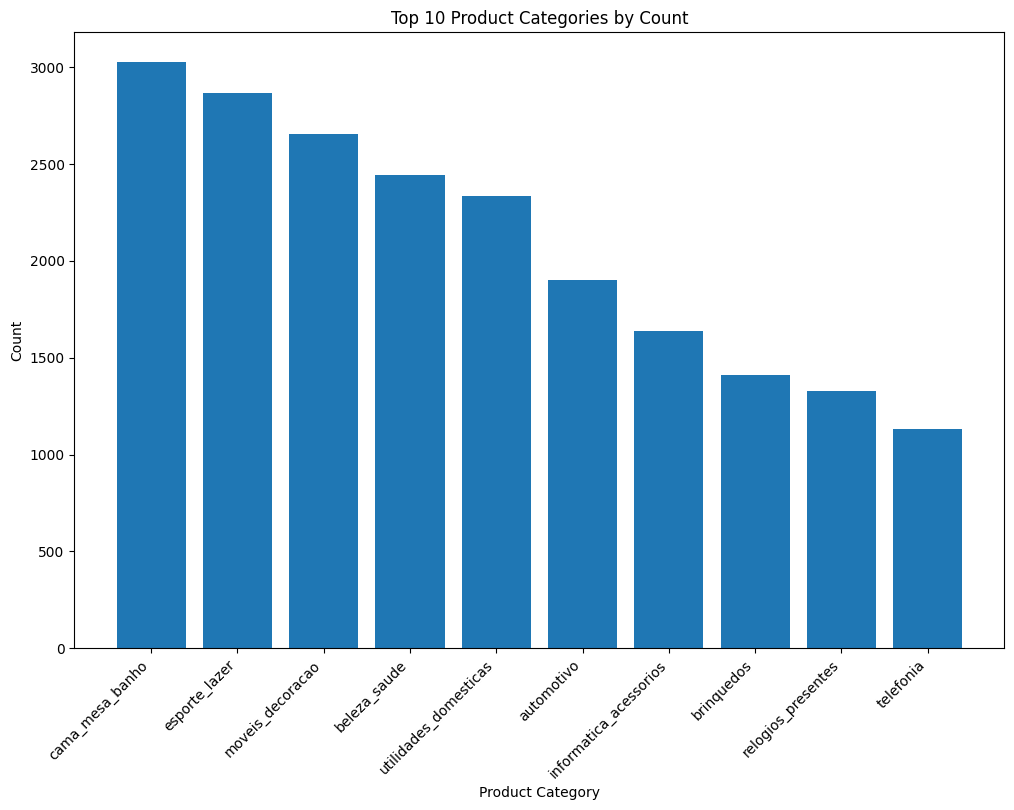 Top 10 Product Categories by Count
Count
3000
2500
2000
1500
1000
500
0
cama_mesa_banho
esporte_lazer
moveis_decoracao
beleza_saude
utilidades_domesticas
automotivo
informatica_acessorios
brinquedos
relogios_presentes
telefonia
Product Category